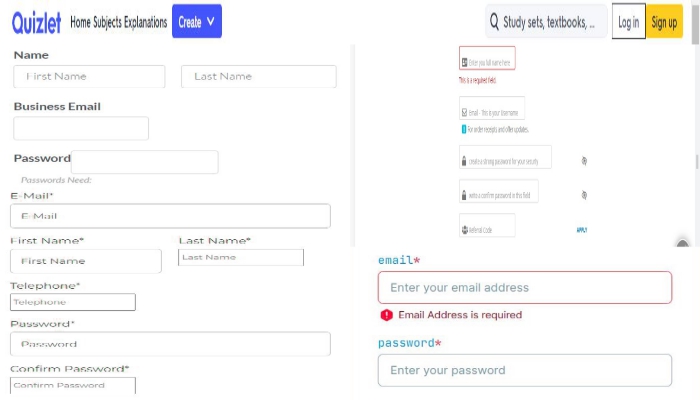 Quizlet Home Subjects Explanations Create Study sets, textbooks, ... Log in Sign up
Name
First Name Last Name
Business Email
Password
Passwords Need:
E-Mail*
E-Mail
First Name* Last Name*
First Name Last Name
Telephone*
Telephone
Password*
Password
Confirm Password*
Confirm Password
Enter you full name here
This is a required field.
Email - this is your Username
For order receipts and offer updates.
create a strong password for your security
write a confirm password in this field
Referral code APPLY
email*
Enter your email address
Email Address is required
password*
Enter your password